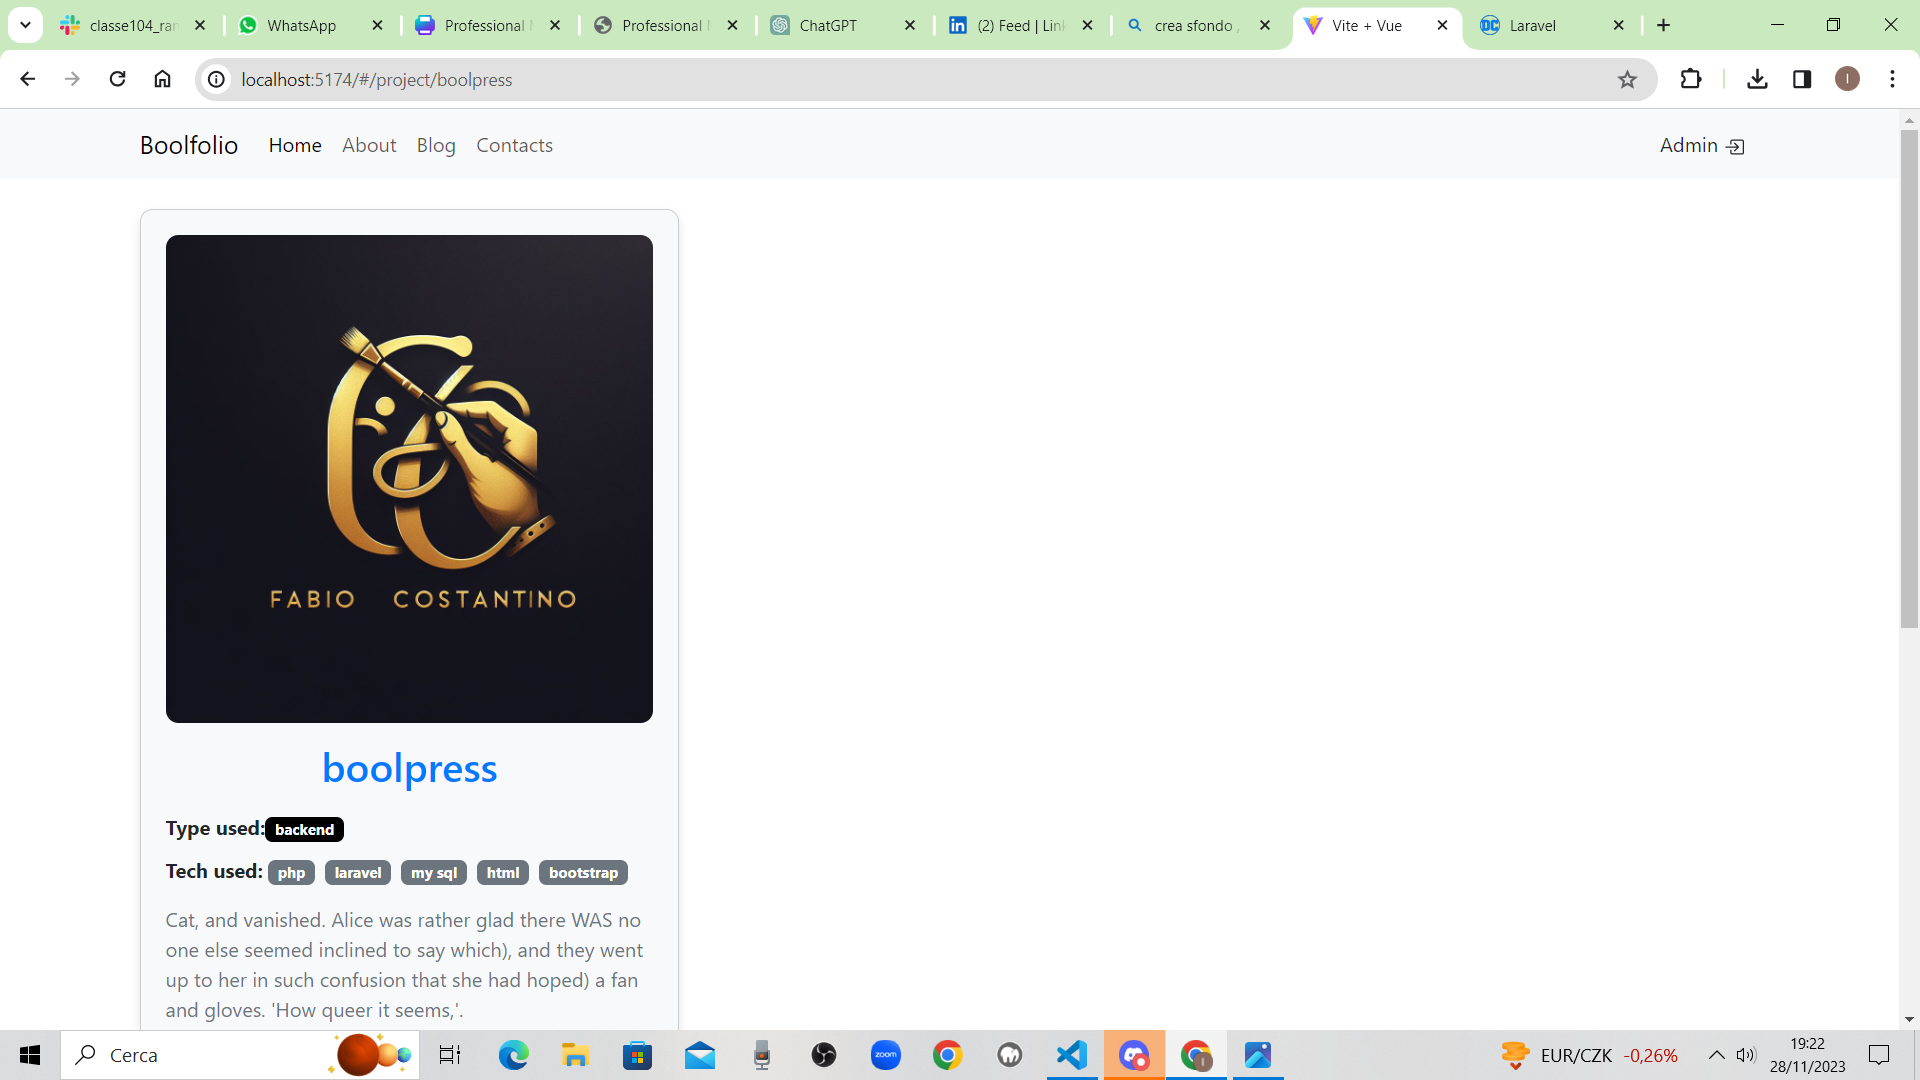 classe104_ran
WhatsApp
Professional M
Professional M
ChatGPT
(2) Feed | Link
crea sfondo ,
Vite + Vue
Laravel
localhost:5174/#/project/boolpress
I
Boolfolio Home About Blog Contacts Admin
FABIO COSTANTINO
boolpress
Type used: backend
Tech used: php laravel my sql html bootstrap
Cat, and vanished. Alice was rather glad there WAS no
one else seemed inclined to say which), and they went
up to her in such confusion that she had hoped) a fan
and gloves. 'How queer it seems,'.
Cerca
zoom
EUR/CZK -0,26%
19:22
28/11/2023